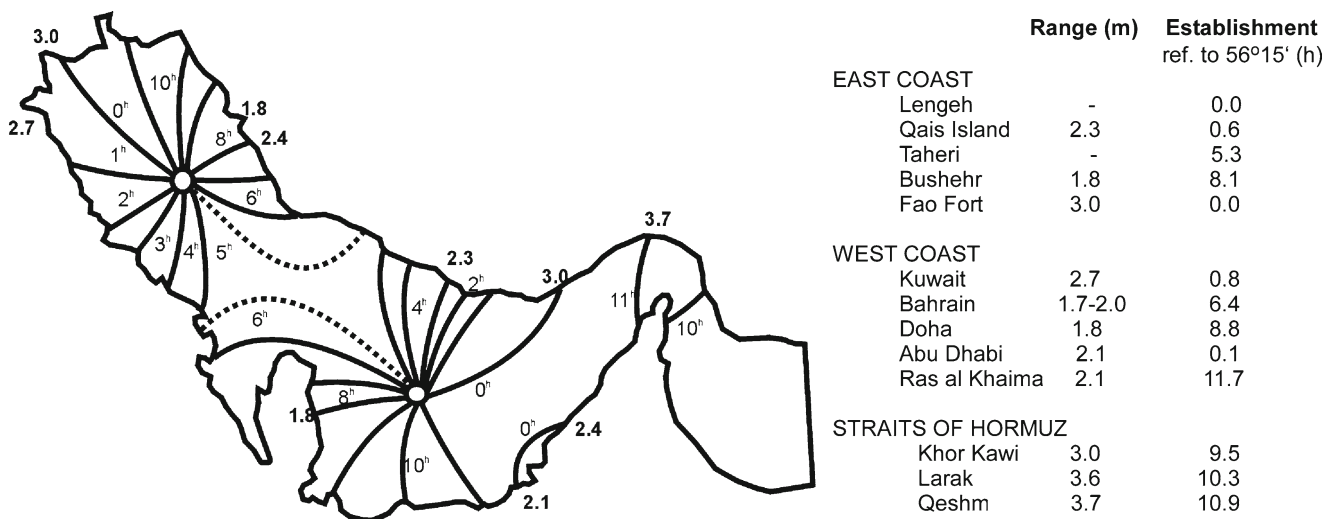 3.0
10ʰ
0ʰ
1.8
8ʰ
2.4
2.7
1ʰ
2ʰ
6ʰ
3ʰ
4ʰ
5ʰ
3.7
2.3
2ʰ
3.0
4ʰ
11ʰ
10ʰ
6ʰ
0ʰ
8ʰ
1.8
0ʰ
2.4
10ʰ
2.1
Range (m) Establishment
ref. to 56º15‘ (h)
EAST COAST
Lengeh - 0.0
Qais Island 2.3 0.6
Taheri - 5.3
Bushehr 1.8 8.1
Fao Fort 3.0 0.0
WEST COAST
Kuwait 2.7 0.8
Bahrain 1.7-2.0 6.4
Doha 1.8 8.8
Abu Dhabi 2.1 0.1
Ras al Khaima 2.1 11.7
STRAITS OF HORMUZ
Khor Kawi 3.0 9.5
Larak 3.6 10.3
Qeshm 3.7 10.9